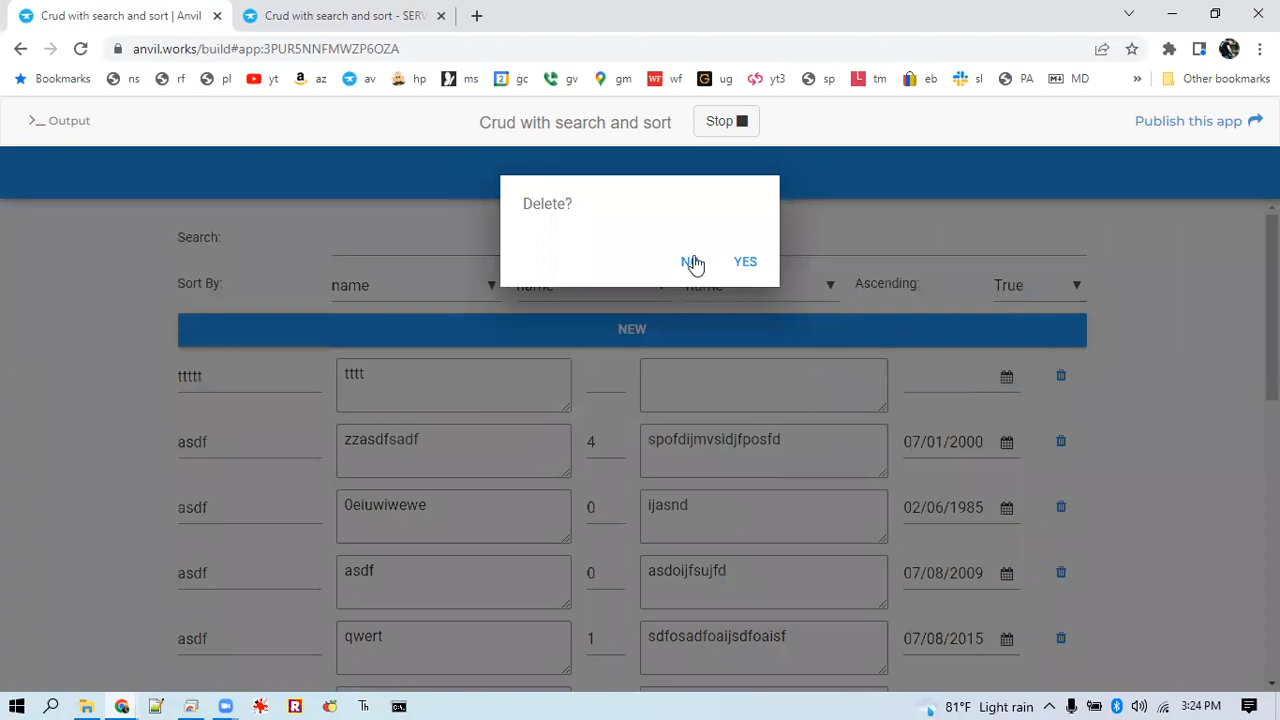 Crud with search and sort | Anvil
Crud with search and sort - SERV
anvil.works/build#app:3PUR5NNFMWZP6OZA
Bookmarks ns rf pl yt az av hp ms gc gv gm wf ug yt3 sp tm eb sl PA MD » Other bookmarks
>_ Output Crud with search and sort Stop Publish this app
Delete?
YES
Search:
Sort By: name Ascending: True
NEW
ttttt tttt
asdf zzasdfsadf 4 spofdijmvsidjfposfd 07/01/2000
asdf 0eiuwiwewe 0 ijasnd 02/06/1985
asdf asdf 0 asdoijfsujfd 07/08/2009
asdf qwert 1 sdfosadfoaijsdfoaisf 07/08/2015
81°F Light rain 3:24 PM